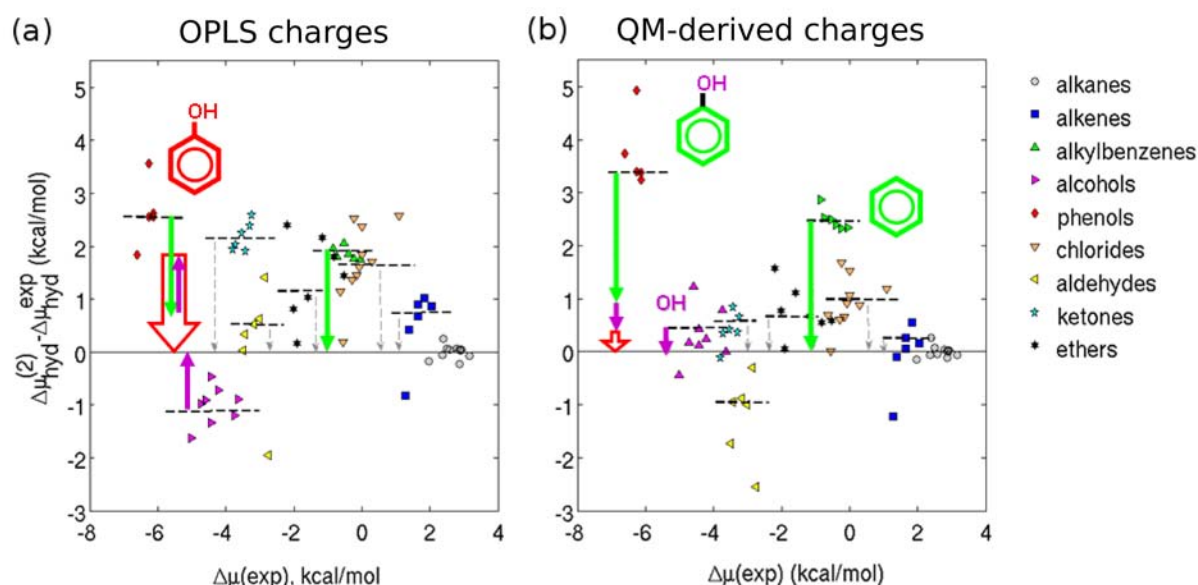 (a) OPLS charges
OH
5
4
3
2
1
0
-1
-2
-3
-8 -6 -4 -2 0 2 4
Δμ(2)hyd-Δμexphyd (kcal/mol)
Δμ(exp), kcal/mol
(b) QM-derived charges
OH
OH
5
4
3
2
1
0
-1
-2
-3
-8 -6 -4 -2 0 2 4
Δμ(exp) (kcal/mol)
alkanes
alkenes
alkylbenzenes
alcohols
phenols
chlorides
aldehydes
ketones
ethers